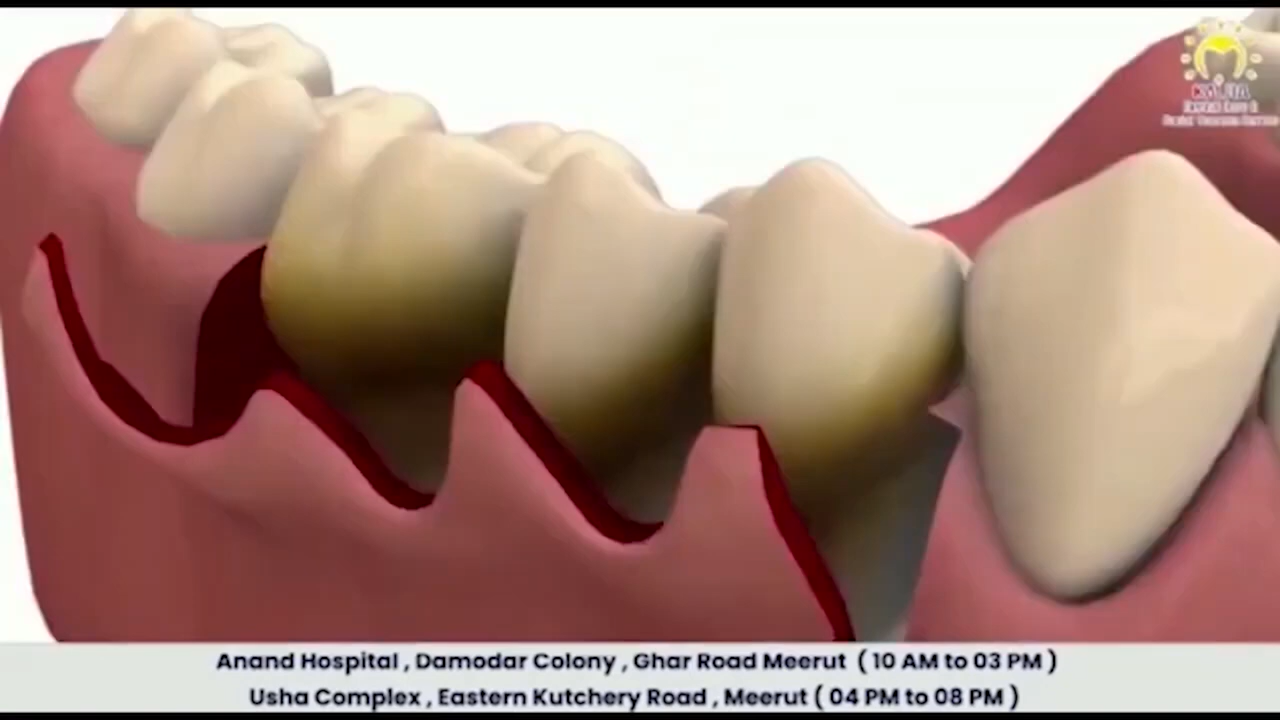 KALRA
Anand Hospital , Damodar Colony , Ghar Road Meerut ( 10 AM to 03 PM )
Usha Complex , Eastern Kutchery Road , Meerut ( 04 PM to 08 PM )